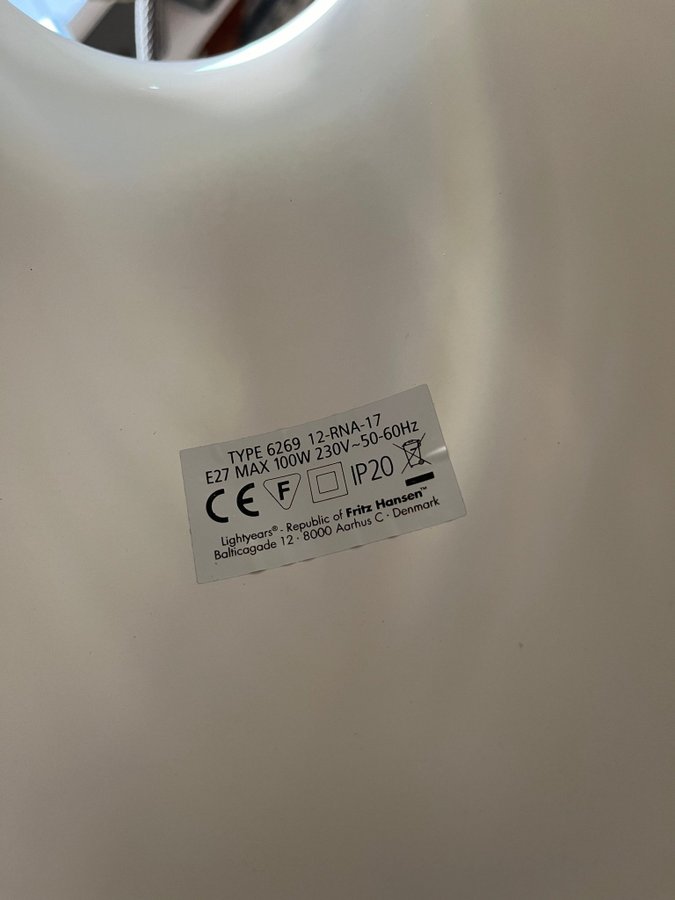 TYPE 6269 12-RNA-17
E27 MAX 100W 230V~50-60Hz
CE F IP20
Lightyears® - Republic of Fritz Hansen™
Balticagade 12 · 8000 Aarhus C · Denmark